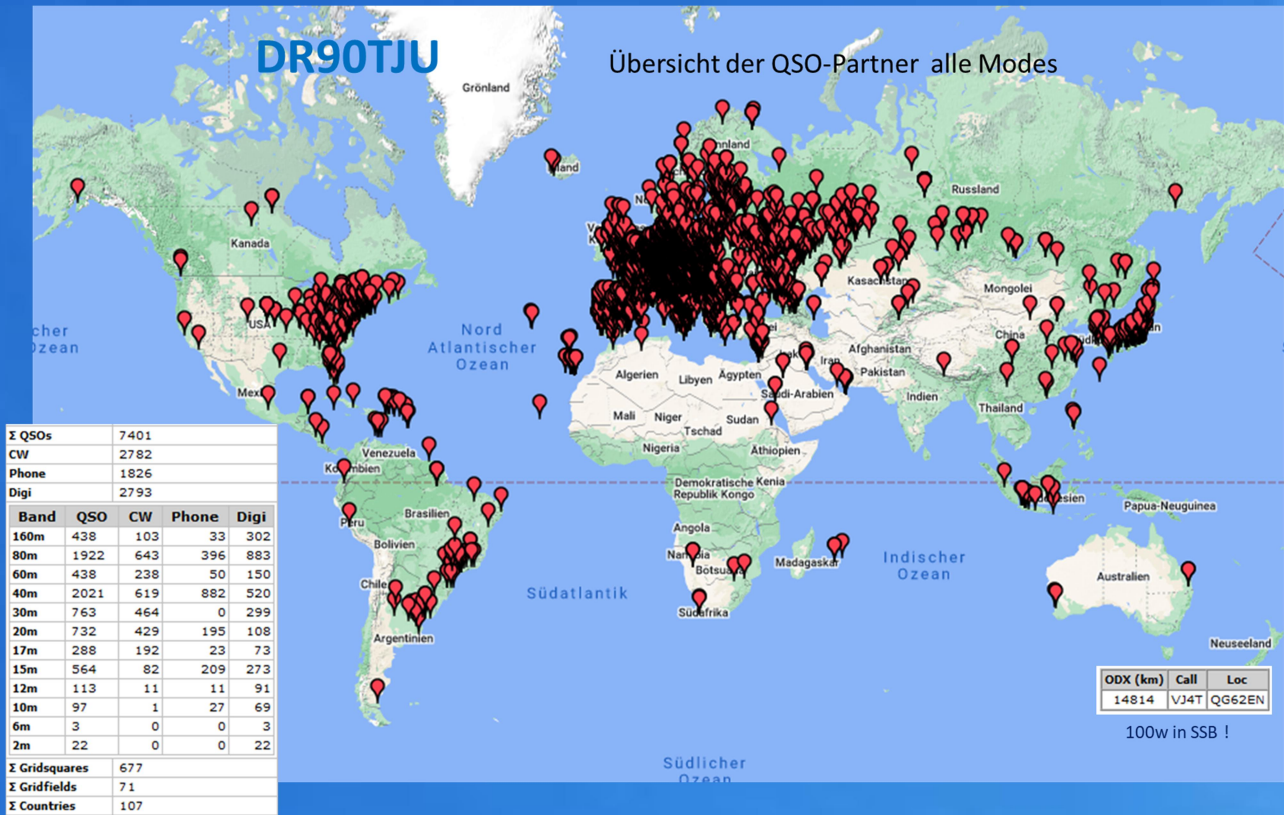 DR90TJU
Übersicht der QSO-Partner alle Modes
Grönland
Russland
Kanada
USA
Nord
Atlantischer
Ozean
Kasachstan
Mongolei
China
Afghanistan
Iran
Pakistan
Algerien
Libyen
Ägypten
Saudi-Arabien
Indien
Thailand
Mali
Niger
Sudan
Tschad
Nigeria
Äthiopien
Venezuela
Demokratische
Republik Kongo
Kenia
Papua-Neuguinea
Peru
Brasilien
Bolivien
Angola
Madagaskar
Indischer
Ozean
Australien
Chile
Südatlantik
Südafrika
Argentinien
Neuseeland
Südlicher
Ozean
Σ QSOs 7401
CW 2782
Phone 1826
Digi 2793
Band QSO CW Phone Digi
160m 438 103 33 302
80m 1922 643 396 883
60m 438 238 50 150
40m 2021 619 882 520
30m 763 464 0 299
20m 732 429 195 108
17m 288 192 23 73
15m 564 82 209 273
12m 113 11 11 91
10m 97 1 27 69
6m 3 0 0 3
2m 22 0 0 22
Σ Gridsquares 677
Σ Gridfields 71
Σ Countries 107
ODX (km) Call Loc
14814 VJ4T QG62EN
100w in SSB !